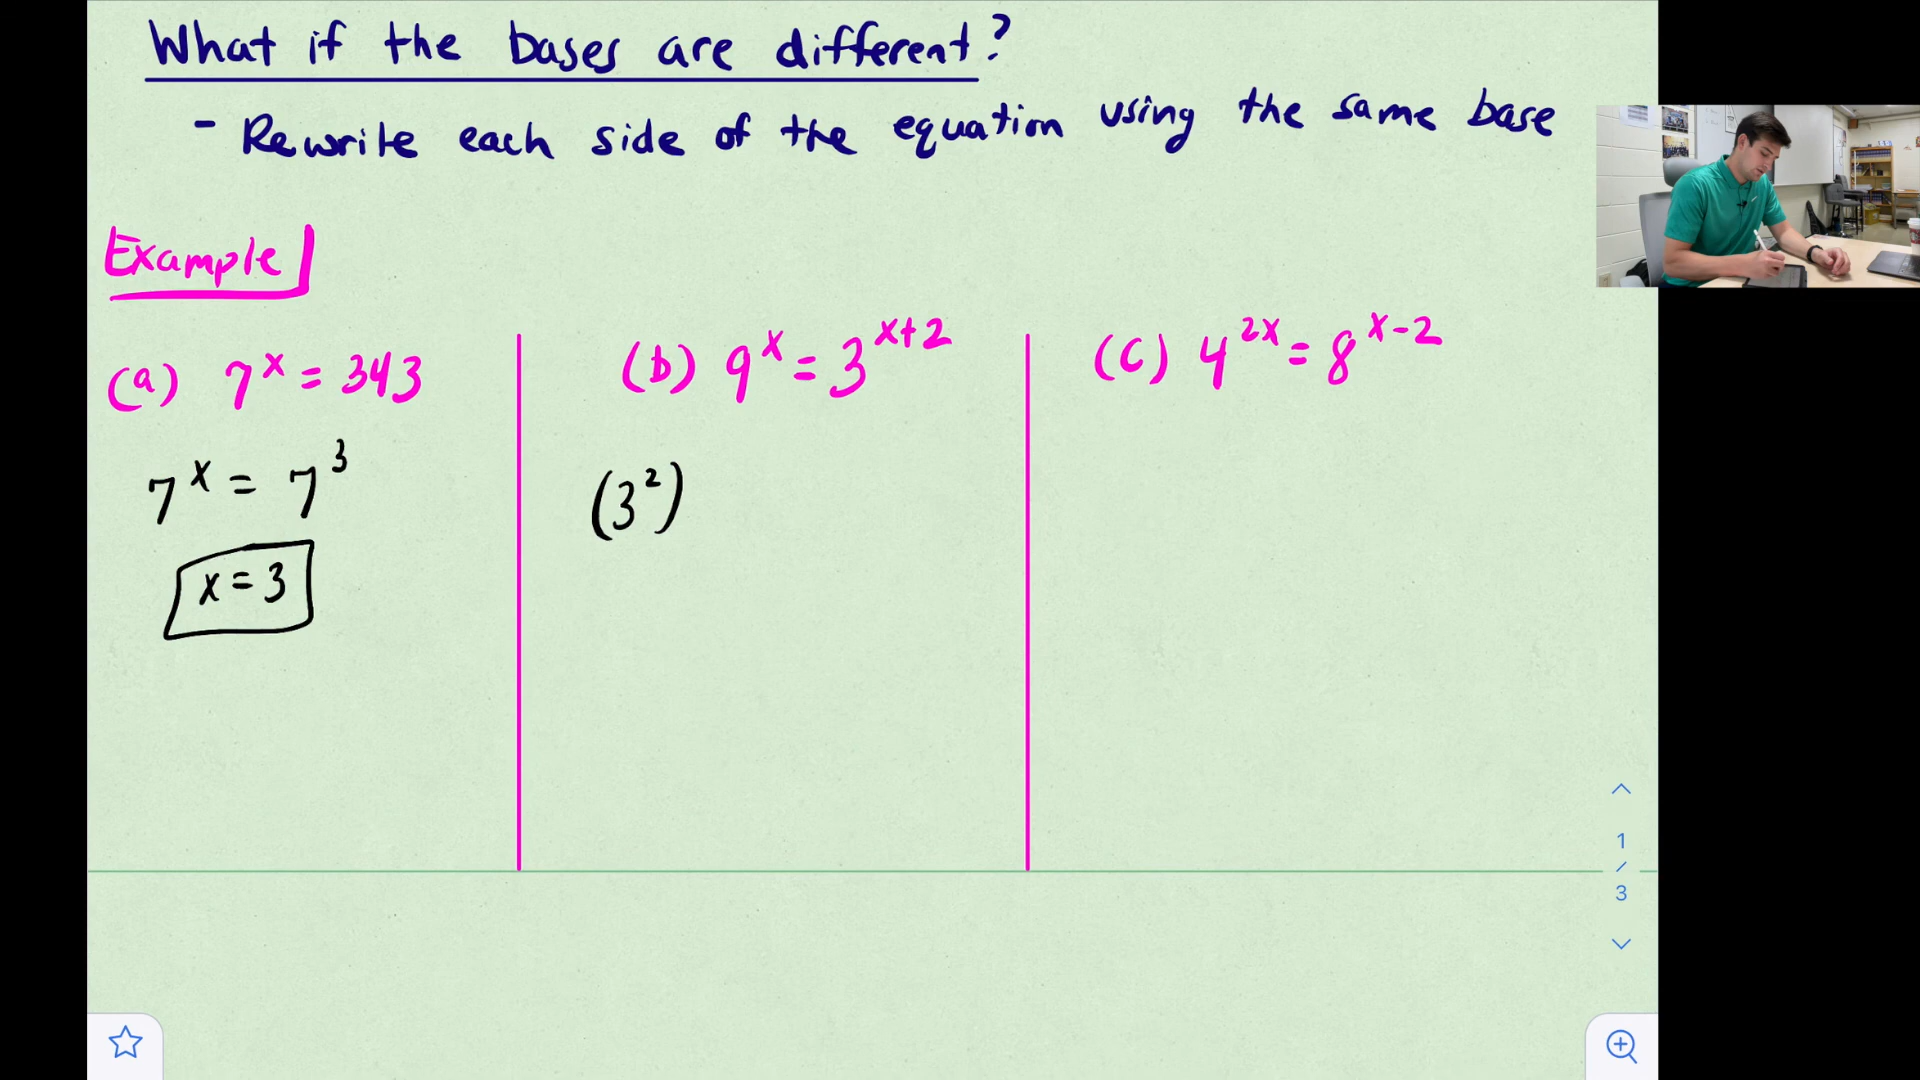 What if the bases are different?
- Rewrite each side of the equation using the same base
Example
(a) 7^x = 343
7^x = 7^3
x = 3
(b) 9^x = 3^{x+2}
(3^2)
(C) 4^{2x} = 8^{x-2}
1
/
3